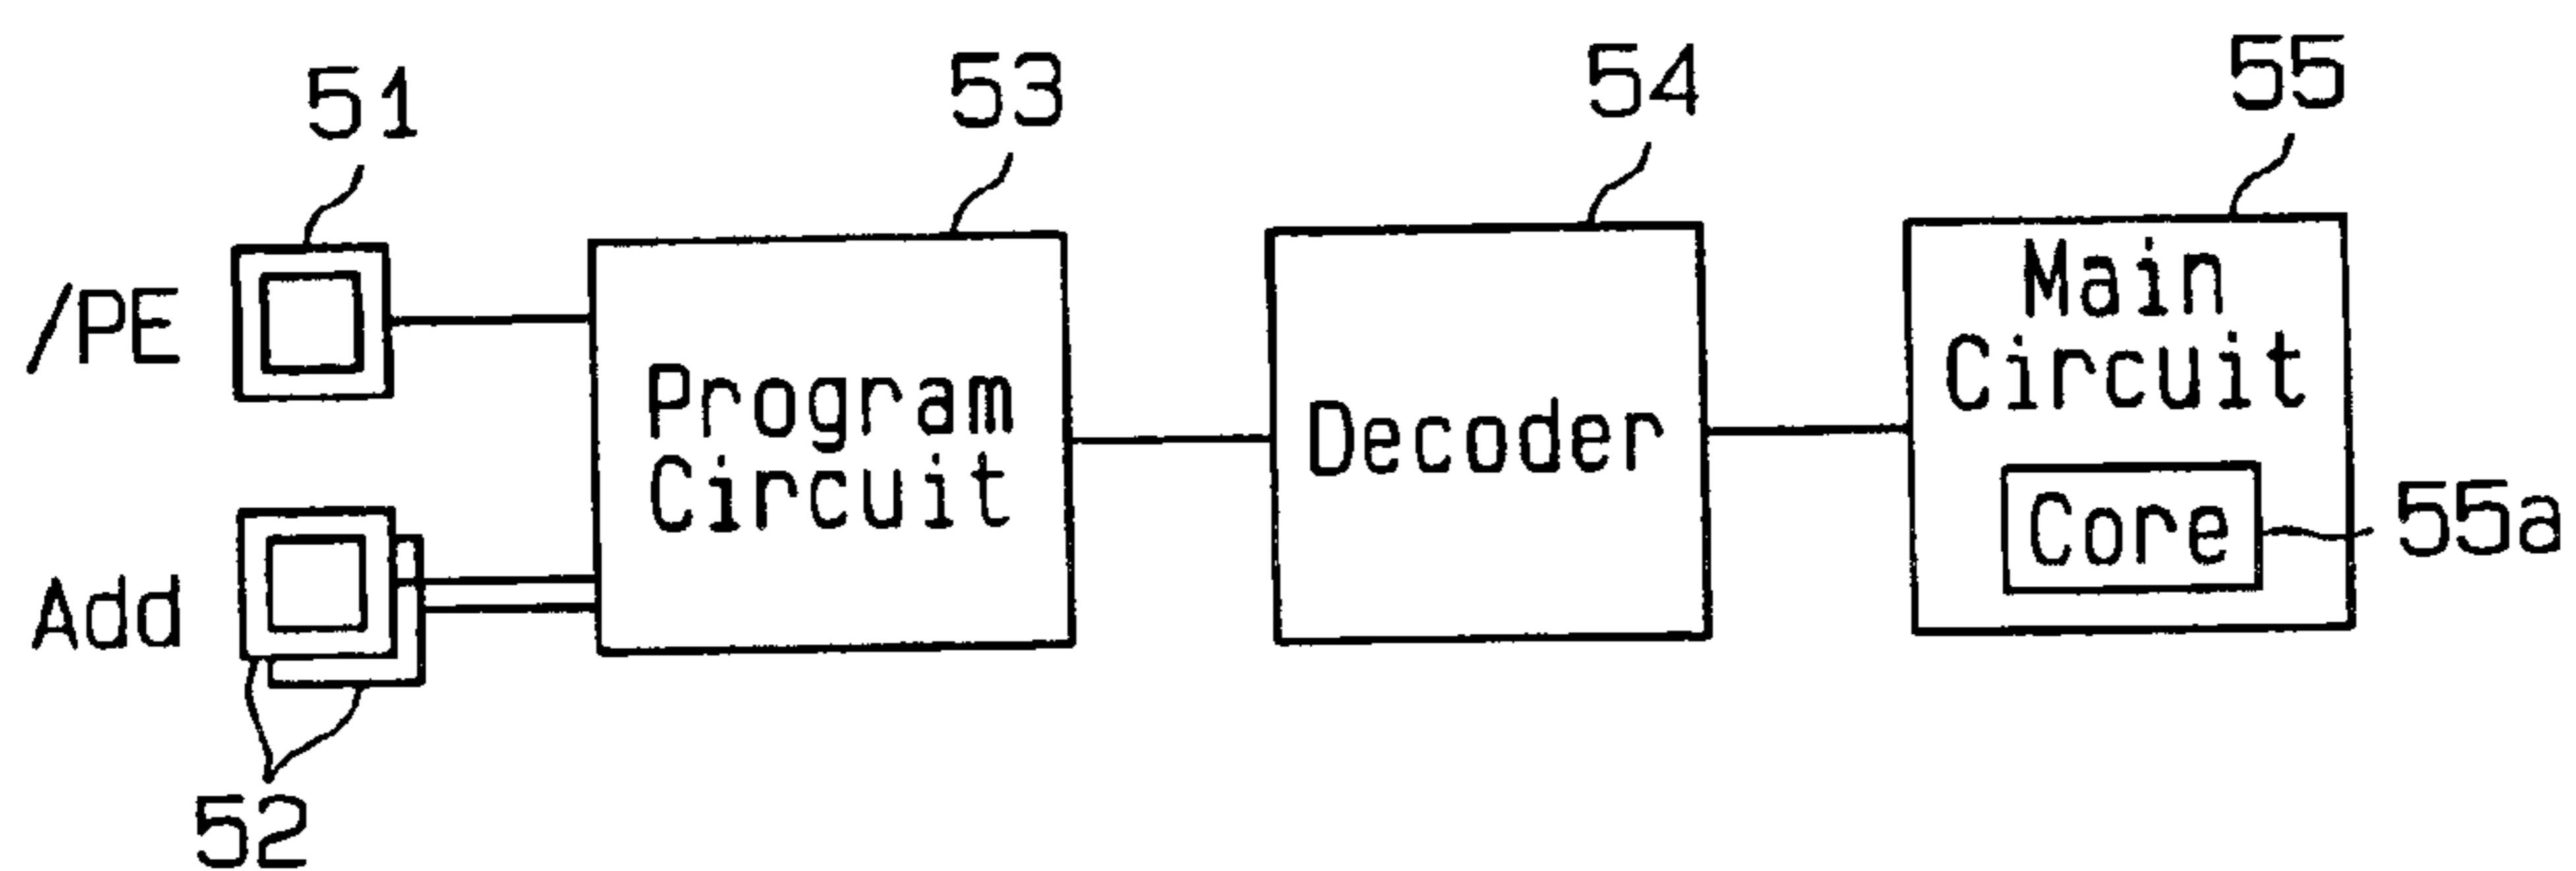 51
53
54
55
/PE
Program
Circuit
Decoder
Main
Circuit
Core
55a
Add
52